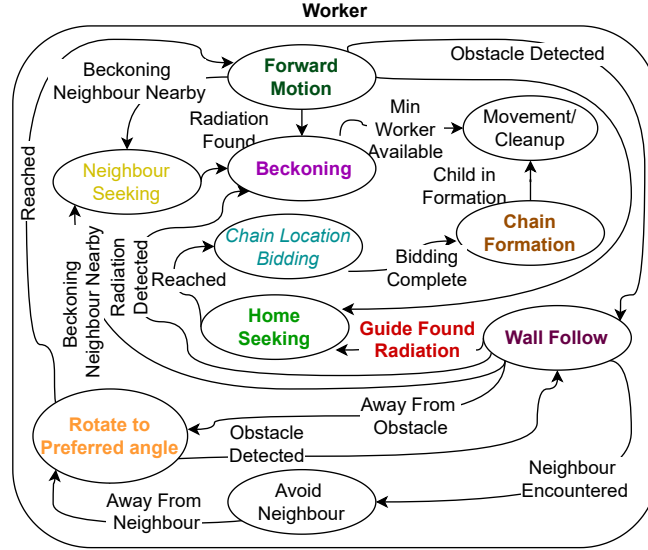 Worker
Obstacle Detected
Forward
Motion
Beckoning
Neighbour Nearby
Radiation
Found
Min
Worker
Available
Movement/
Cleanup
Neighbour
Seeking
Beckoning
Child in
Formation
Reached
Chain Location
Bidding
Chain
Formation
Bidding
Complete
Radiation
Detected
Beckoning
Neighbour Nearby
Reached
Home
Seeking
Guide Found
Radiation
Wall Follow
Away From
Obstacle
Rotate to
Preferred angle
Obstacle
Detected
Neighbour
Encountered
Away From
Neighbour
Avoid
Neighbour